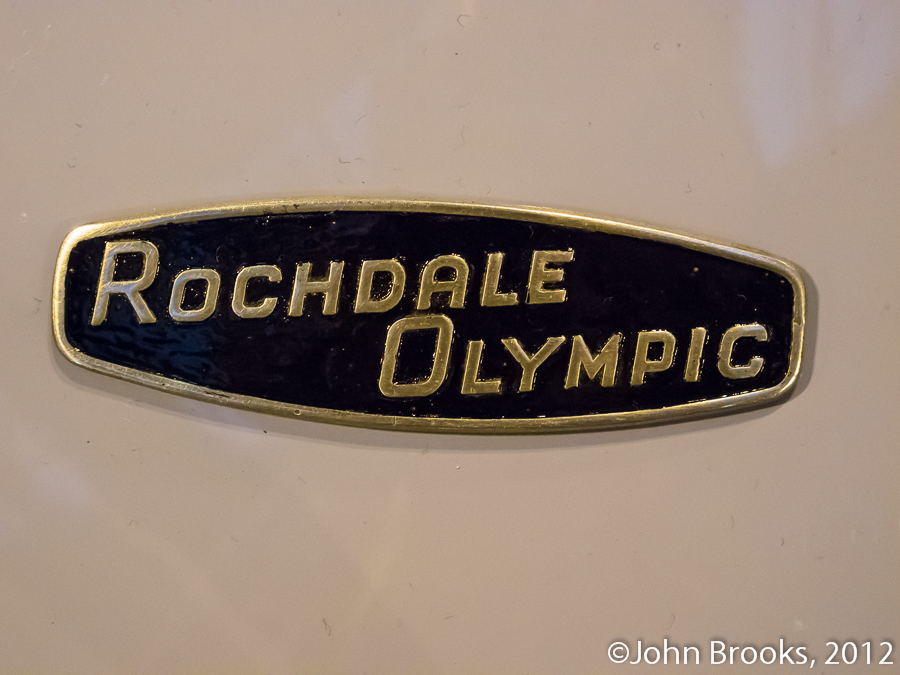 ROCHDALE
OLYMPIC
©John Brooks, 2012